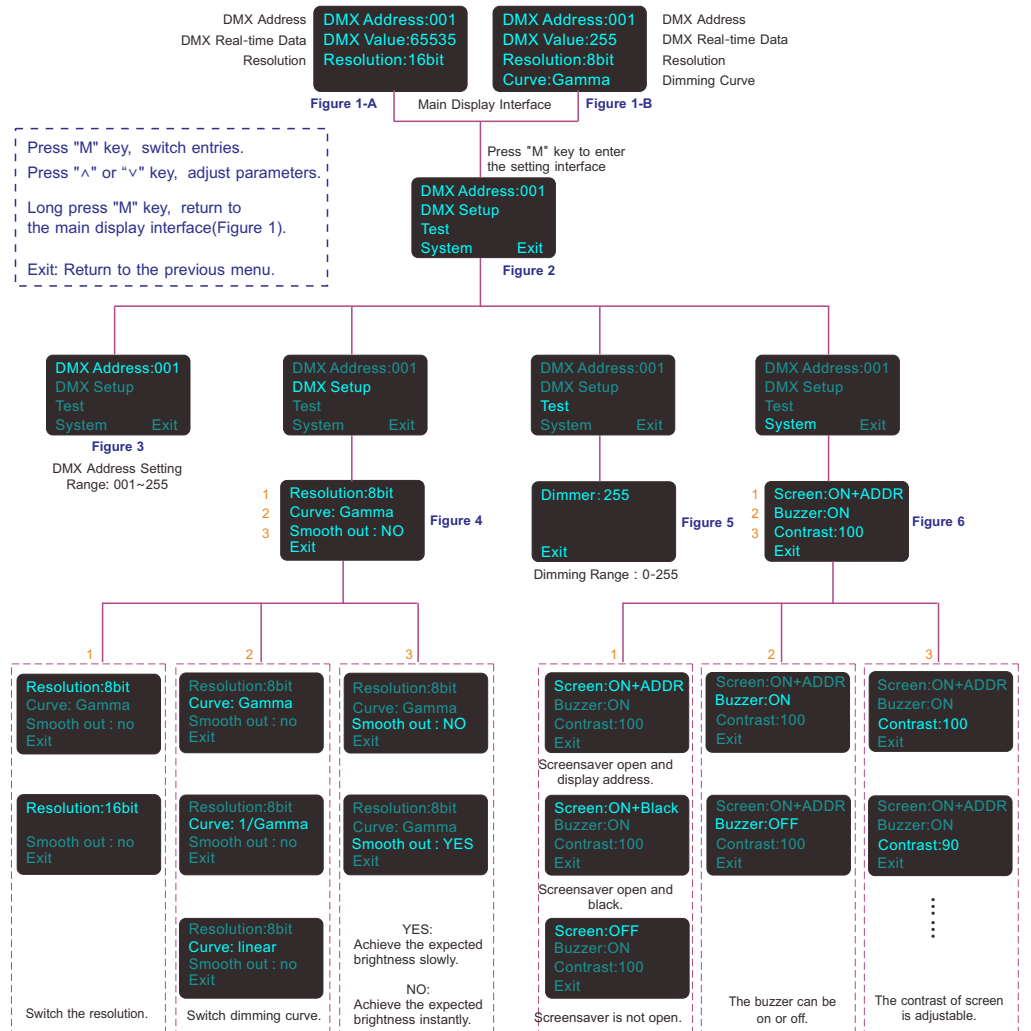 DMX Address
DMX Real-time Data
Resolution
DMX Address:001
DMX Value:65535
Resolution:16bit
DMX Address:001
DMX Value:255
Resolution:8bit
Curve:Gamma
DMX Address
DMX Real-time Data
Resolution
Dimming Curve
Figure 1-A
Main Display Interface
Figure 1-B
Press "M" key, switch entries.
Press "∧" or “∨” key, adjust parameters.
Long press "M" key, return to
the main display interface(Figure 1).
Exit: Return to the previous menu.
Press "M" key to enter
the setting interface
DMX Address:001
DMX Setup
Test
System Exit
Figure 2
DMX Address:001
DMX Setup
Test
System Exit
Figure 3
DMX Address Setting
Range: 001~255
DMX Address:001
DMX Setup
Test
System Exit
DMX Address:001
DMX Setup
Test
System Exit
DMX Address:001
DMX Setup
Test
System Exit
1 Resolution:8bit
2 Curve: Gamma
3 Smooth out : NO
Exit
Figure 4
Dimmer: 255
Exit
Figure 5
Dimming Range : 0-255
1 Screen:ON+ADDR
2 Buzzer:ON
3 Contrast:100
Exit
Figure 6
1
Resolution:8bit
Curve: Gamma
Smooth out : no
Exit
Resolution:16bit
Smooth out : no
Exit
Switch the resolution.
2
Resolution:8bit
Curve: Gamma
Smooth out : no
Exit
Resolution:8bit
Curve: 1/Gamma
Smooth out : no
Exit
Resolution:8bit
Curve: linear
Smooth out : no
Exit
Switch dimming curve.
3
Resolution:8bit
Curve: Gamma
Smooth out : NO
Exit
Resolution:8bit
Curve: Gamma
Smooth out : YES
Exit
YES:
Achieve the expected
brightness slowly.
NO:
Achieve the expected
brightness instantly.
1
Screen:ON+ADDR
Buzzer:ON
Contrast:100
Exit
Screensaver open and
display address.
Screen:ON+Black
Buzzer:ON
Contrast:100
Exit
Screensaver open and
black.
Screen:OFF
Buzzer:ON
Contrast:100
Exit
Screensaver is not open.
2
Screen:ON+ADDR
Buzzer:ON
Contrast:100
Exit
Screen:ON+ADDR
Buzzer:OFF
Contrast:100
Exit
The buzzer can be
on or off.
3
Screen:ON+ADDR
Buzzer:ON
Contrast:100
Exit
Screen:ON+ADDR
Buzzer:ON
Contrast:90
Exit
The contrast of screen
is adjustable.